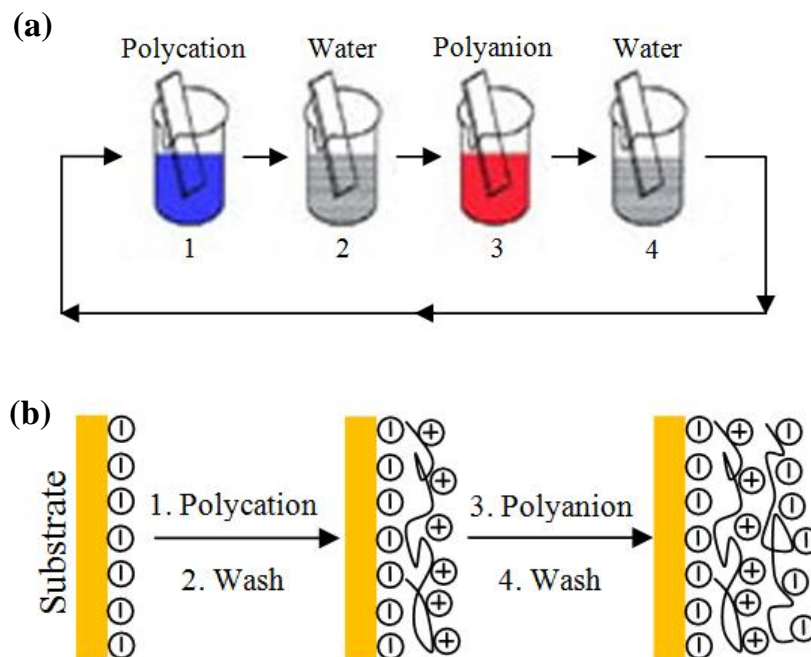 (a)
Polycation Water Polyanion Water
1 2 3 4
(b)
Substrate
1. Polycation
2. Wash
3. Polyanion
4. Wash